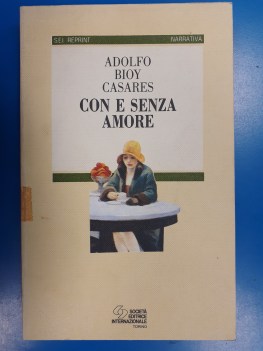 SEI REPRINT
NARRATIVA
ADOLFO
BIOY
CASARES
CON E SENZA
AMORE
SOCIETÀ
EDITRICE
INTERNAZIONALE
TORINO